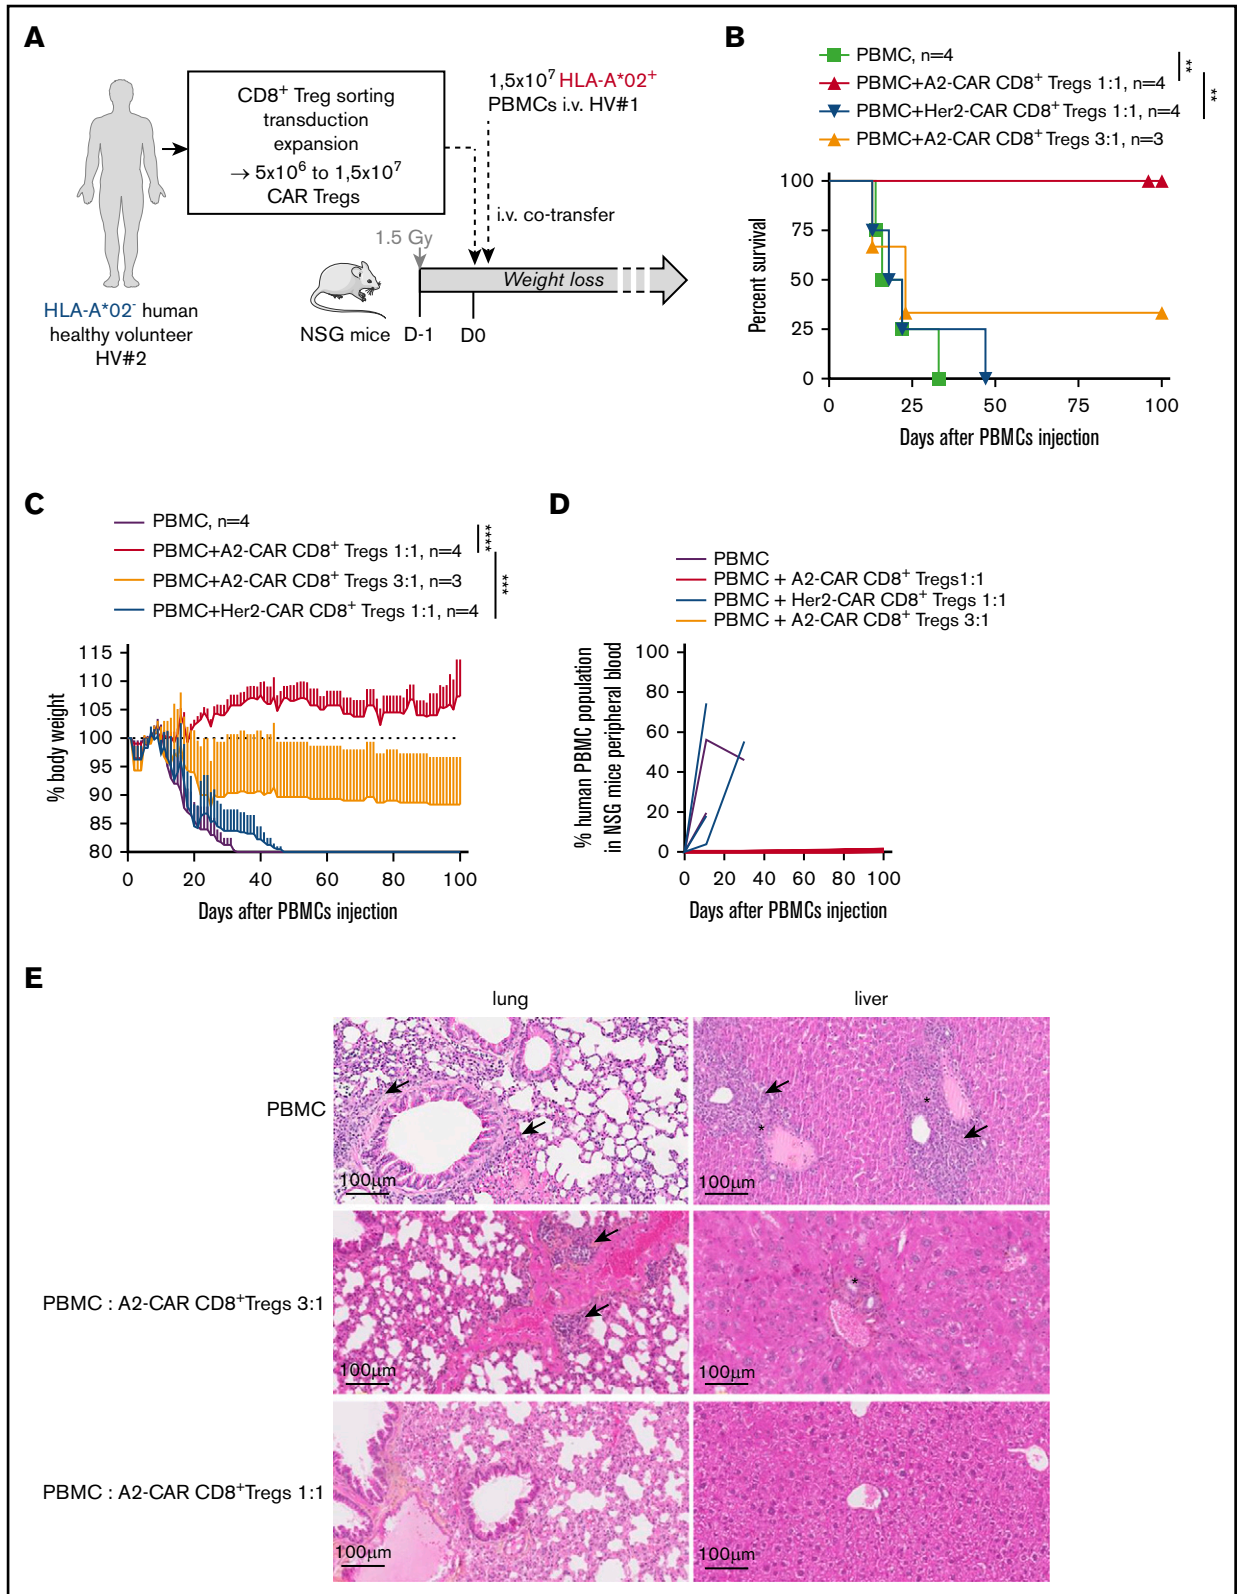 A
CD8⁺ Treg sorting
transduction
expansion
→ 5x10⁶ to 1,5x10⁷
CAR Tregs
1,5x10⁷ HLA-A*02⁺
PBMCs i.v. HV#1
i.v. co-transfer
1.5 Gy
Weight loss
NSG mice
D-1
D0
HLA-A*02⁻ human
healthy volunteer
HV#2
B
PBMC, n=4
PBMC+A2-CAR CD8⁺ Tregs 1:1, n=4
PBMC+Her2-CAR CD8⁺ Tregs 1:1, n=4
PBMC+A2-CAR CD8⁺ Tregs 3:1, n=3
**
**
Percent survival
100
75
50
25
0
0 25 50 75 100
Days after PBMCs injection
C
PBMC, n=4
PBMC+A2-CAR CD8⁺ Tregs 1:1, n=4
PBMC+A2-CAR CD8⁺ Tregs 3:1, n=3
PBMC+Her2-CAR CD8⁺ Tregs 1:1, n=4
****
***
% body weight
115
110
105
100
95
90
85
80
0 20 40 60 80 100
Days after PBMCs injection
D
PBMC
PBMC + A2-CAR CD8⁺ Tregs1:1
PBMC + Her2-CAR CD8⁺ Tregs 1:1
PBMC + A2-CAR CD8⁺ Tregs 3:1
% human PBMC population
in NSG mice peripheral blood
100
80
60
40
20
0
0 20 40 60 80 100
Days after PBMCs injection
E
lung
liver
PBMC
100µm
*
*
100µm
PBMC : A2-CAR CD8⁺Tregs 3:1
100µm
*
100µm
PBMC : A2-CAR CD8⁺Tregs 1:1
100µm
100µm